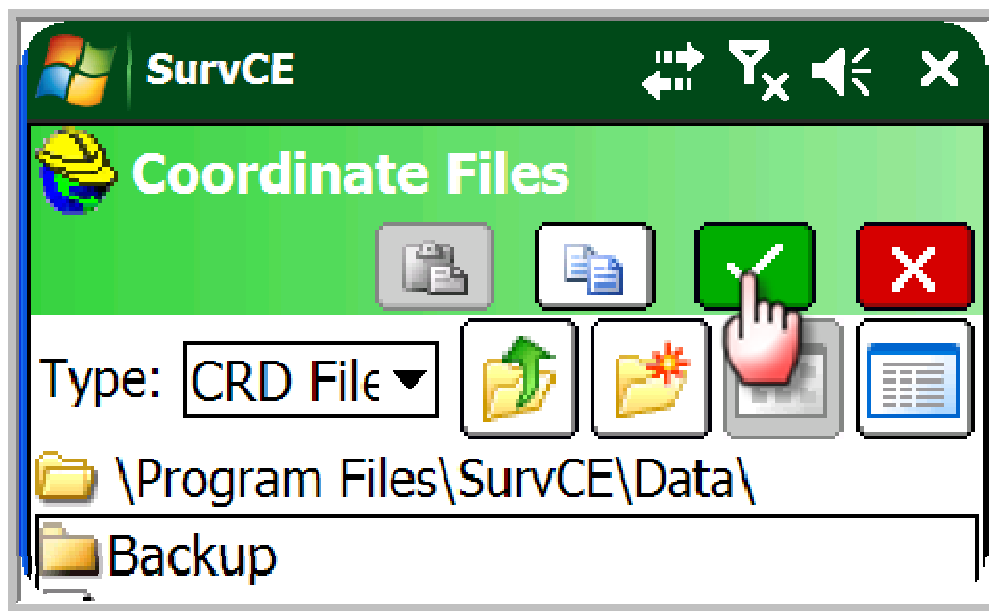 SurvCE
Coordinate Files
Type: CRD File
\Program Files\SurvCE\Data\
Backup